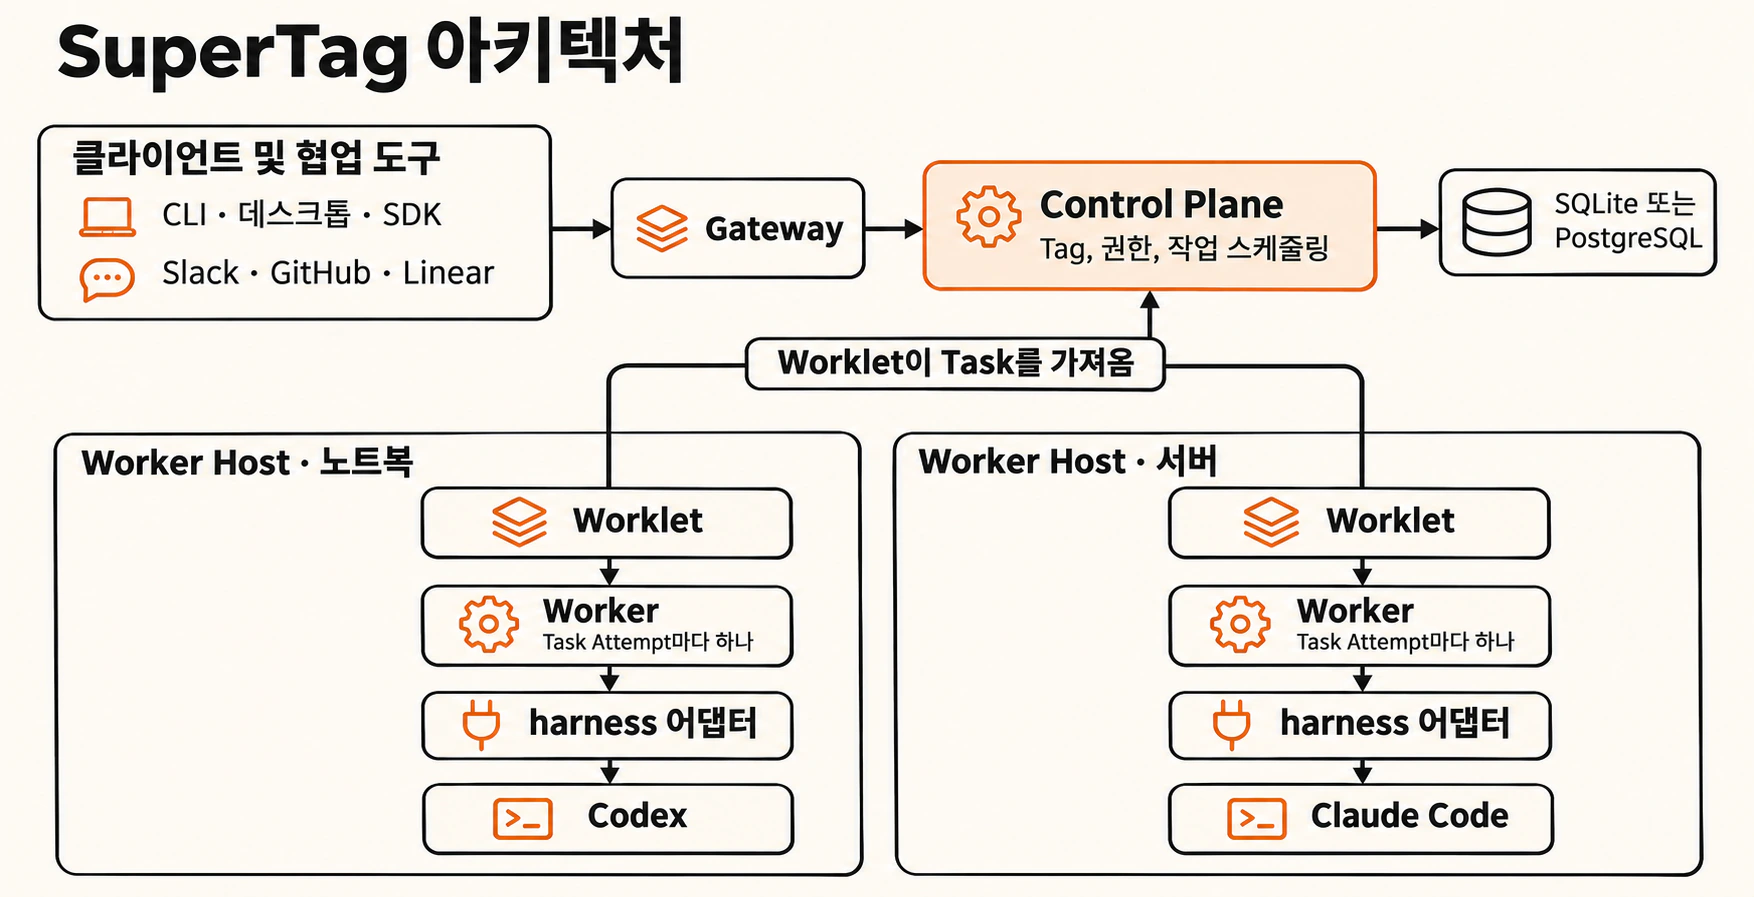 SuperTag 아키텍처
클라이언트 및 협업 도구
CLI · 데스크톱 · SDK
Slack · GitHub · Linear
Gateway
Control Plane
Tag, 권한, 작업 스케줄링
SQLite 또는
PostgreSQL
Worklet이 Task를 가져옴
Worker Host · 노트북
Worklet
Worker
Task Attempt마다 하나
harness 어댑터
Codex
Worker Host · 서버
Worklet
Worker
Task Attempt마다 하나
harness 어댑터
Claude Code